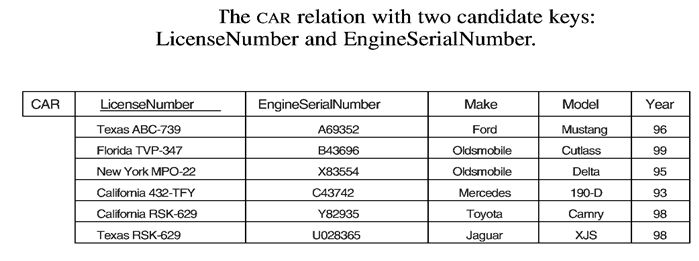 The CAR relation with two candidate keys:
LicenseNumber and EngineSerialNumber.
CAR LicenseNumber EngineSerialNumber Make Model Year
Texas ABC-739 A69352 Ford Mustang 96
Florida TVP-347 B43696 Oldsmobile Cutlass 99
New York MPO-22 X83554 Oldsmobile Delta 95
California 432-TFY C43742 Mercedes 190-D 93
California RSK-629 Y82935 Toyota Camry 98
Texas RSK-629 U028365 Jaguar XJS 98